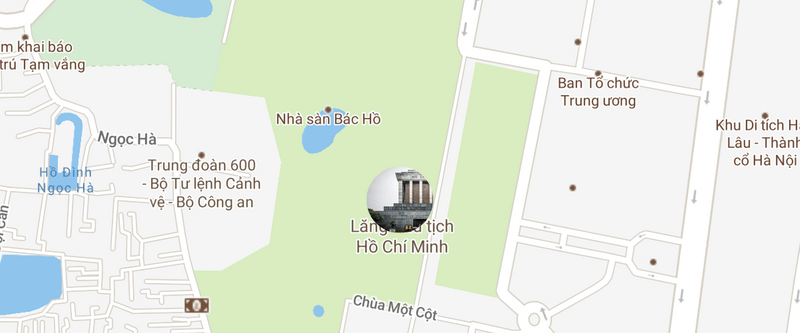 m khai báo
trú Tạm vắng
Ban Tổ chức
Trung ương
Nhà sàn Bác Hồ
Khu Di tích H
Lâu - Thành
cổ Hà Nội
Ngọc Hà
Trung đoàn 600
- Bộ Tư lệnh Cảnh
vệ - Bộ Công an
Hồ Đình
Ngọc Hà
Lăng tịch
Hồ Chí Minh
Chùa Một Cột